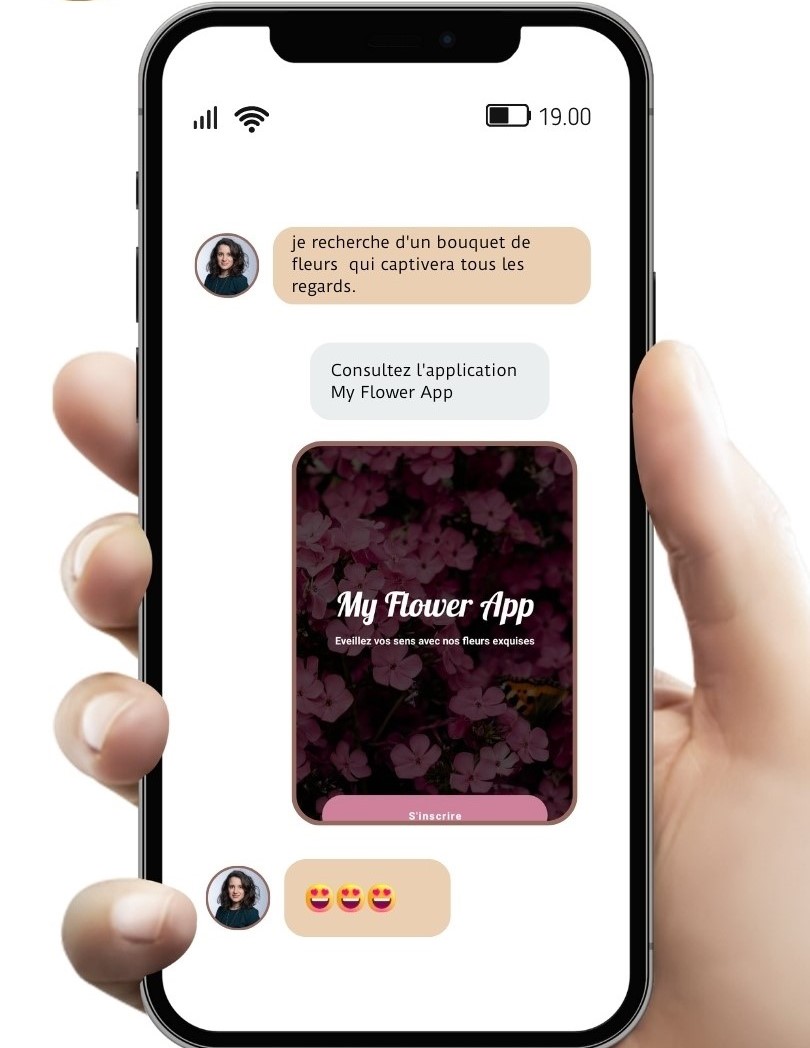 19.00
je recherche d'un bouquet de
fleurs  qui captivera tous les
regards.
Consultez l'application
My Flower App
My Flower App
Eveillez vos sens avec nos fleurs exquises
S'inscrire